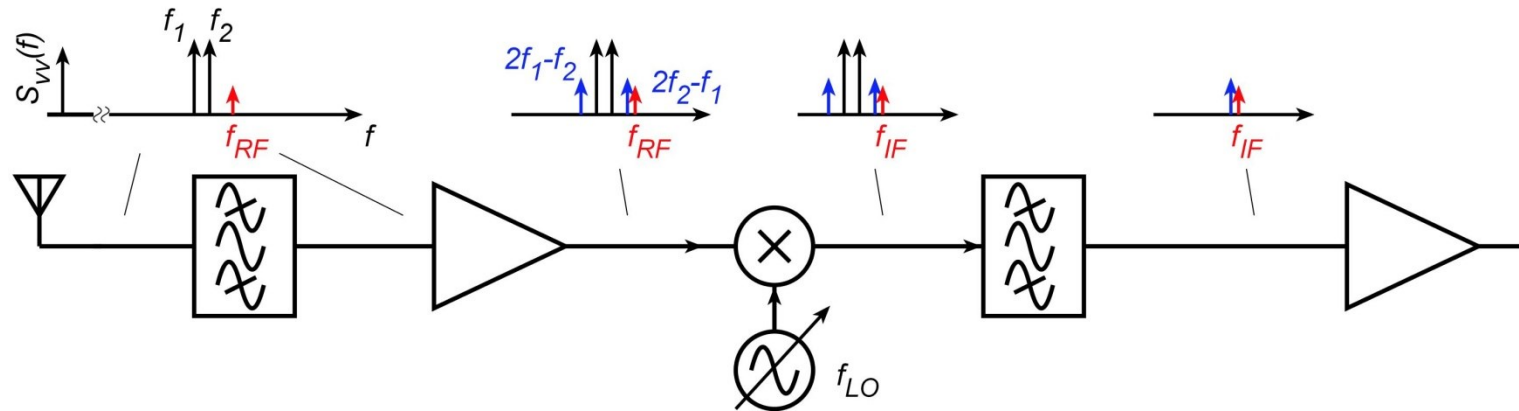 S_vv(f)
f_1 f_2
f_RF
f
2f_1-f_2
2f_2-f_1
f_RF
f_IF
f_IF
f_LO